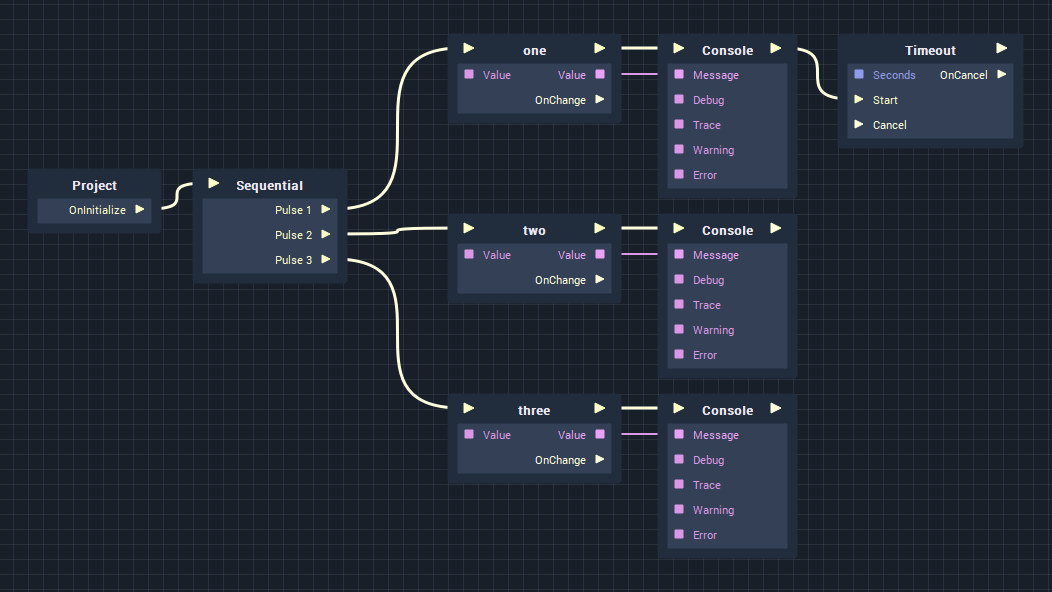 Project
OnInitialize
Sequential
Pulse 1
Pulse 2
Pulse 3
one
Value Value
OnChange
Console
Message
Debug
Trace
Warning
Error
Timeout
Seconds OnCancel
Start
Cancel
two
Value Value
OnChange
Console
Message
Debug
Trace
Warning
Error
three
Value Value
OnChange
Console
Message
Debug
Trace
Warning
Error